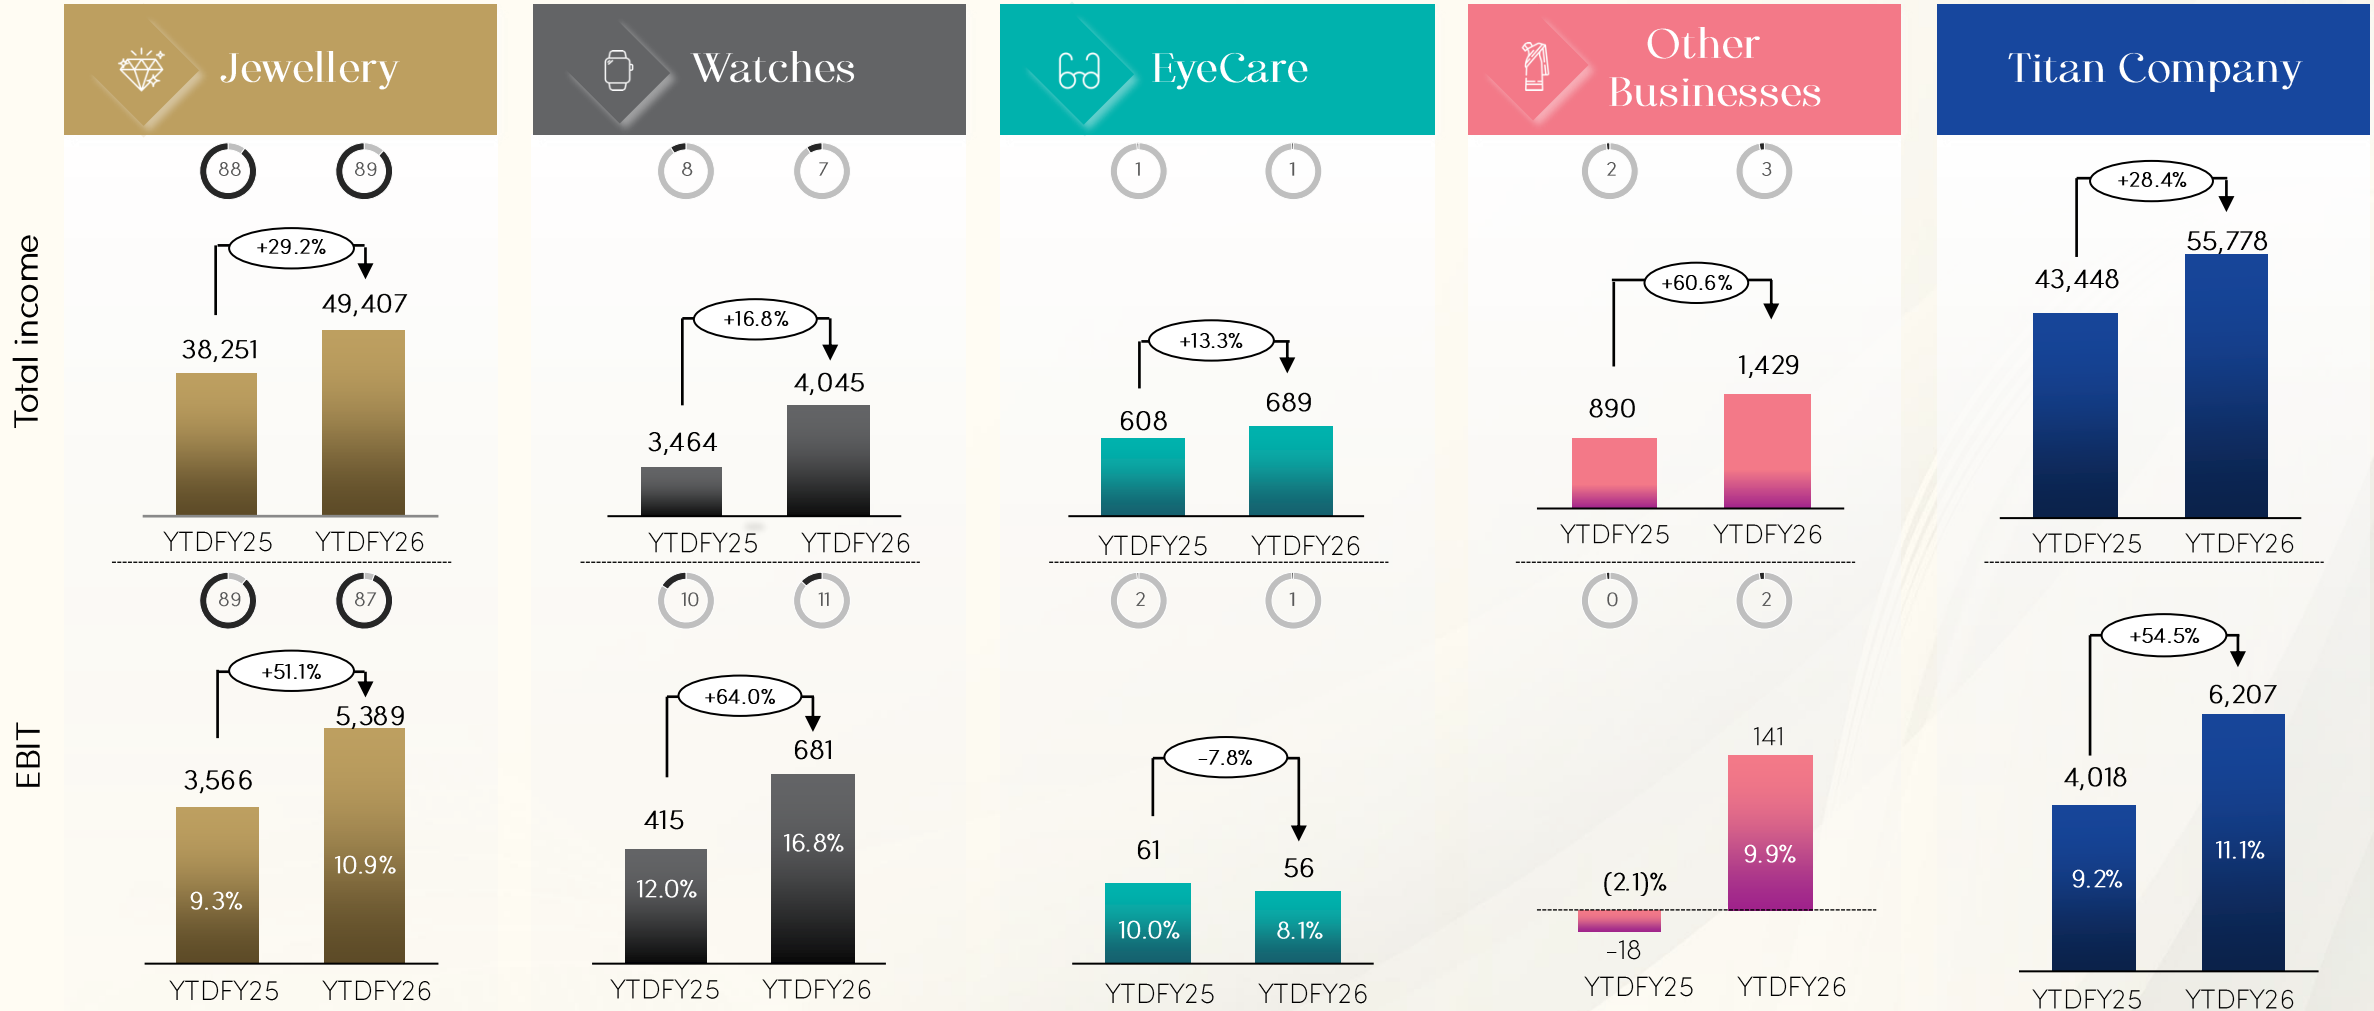 Jewellery
Watches
EyeCare
Other
Businesses
Titan Company
Total income
88
89
+29.2%
38,251
49,407
YTDFY25
YTDFY26
8
7
+16.8%
3,464
4,045
YTDFY25
YTDFY26
1
1
+13.3%
608
689
YTDFY25
YTDFY26
2
3
+60.6%
890
1,429
YTDFY25
YTDFY26
+28.4%
43,448
55,778
YTDFY25
YTDFY26
EBIT
89
87
+51.1%
3,566
5,389
9.3%
10.9%
YTDFY25
YTDFY26
10
11
+64.0%
415
681
12.0%
16.8%
YTDFY25
YTDFY26
2
1
-7.8%
61
56
10.0%
8.1%
YTDFY25
YTDFY26
0
2
141
(2.1)%
9.9%
-18
YTDFY25
YTDFY26
+54.5%
4,018
6,207
9.2%
11.1%
YTDFY25
YTDFY26